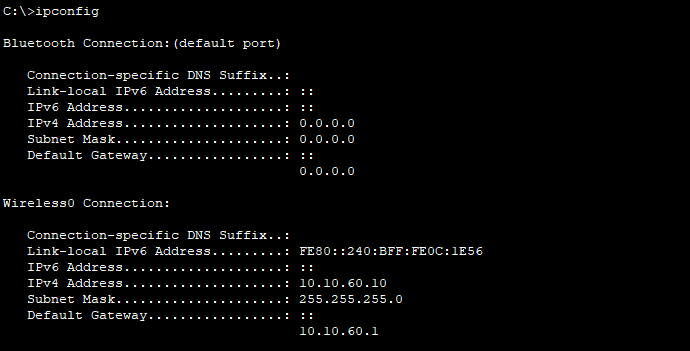 C:\>ipconfig
Bluetooth Connection:(default port)
Connection-specific DNS Suffix..:
Link-local IPv6 Address.........: ::
IPv6 Address....................: ::
IPv4 Address....................: 0.0.0.0
Subnet Mask.....................: 0.0.0.0
Default Gateway.................: ::
0.0.0.0
Wireless0 Connection:
Connection-specific DNS Suffix..:
Link-local IPv6 Address.........: FE80::240:BFF:FE0C:1E56
IPv6 Address....................: ::
IPv4 Address....................: 10.10.60.10
Subnet Mask.....................: 255.255.255.0
Default Gateway.................: ::
10.10.60.1